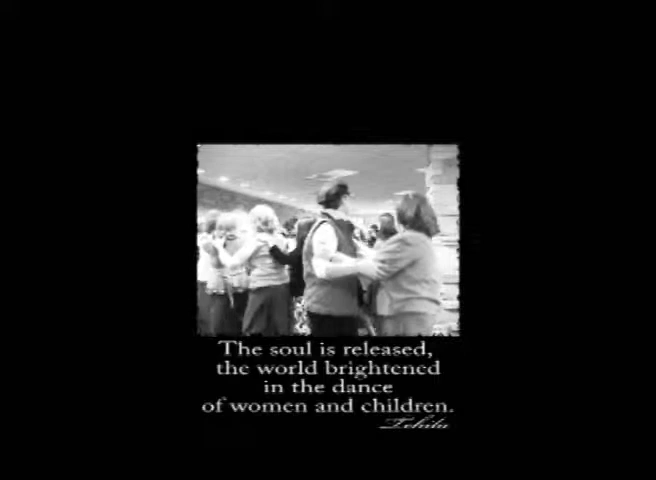 The soul is released,
the world brightened
in the dance
of women and children.